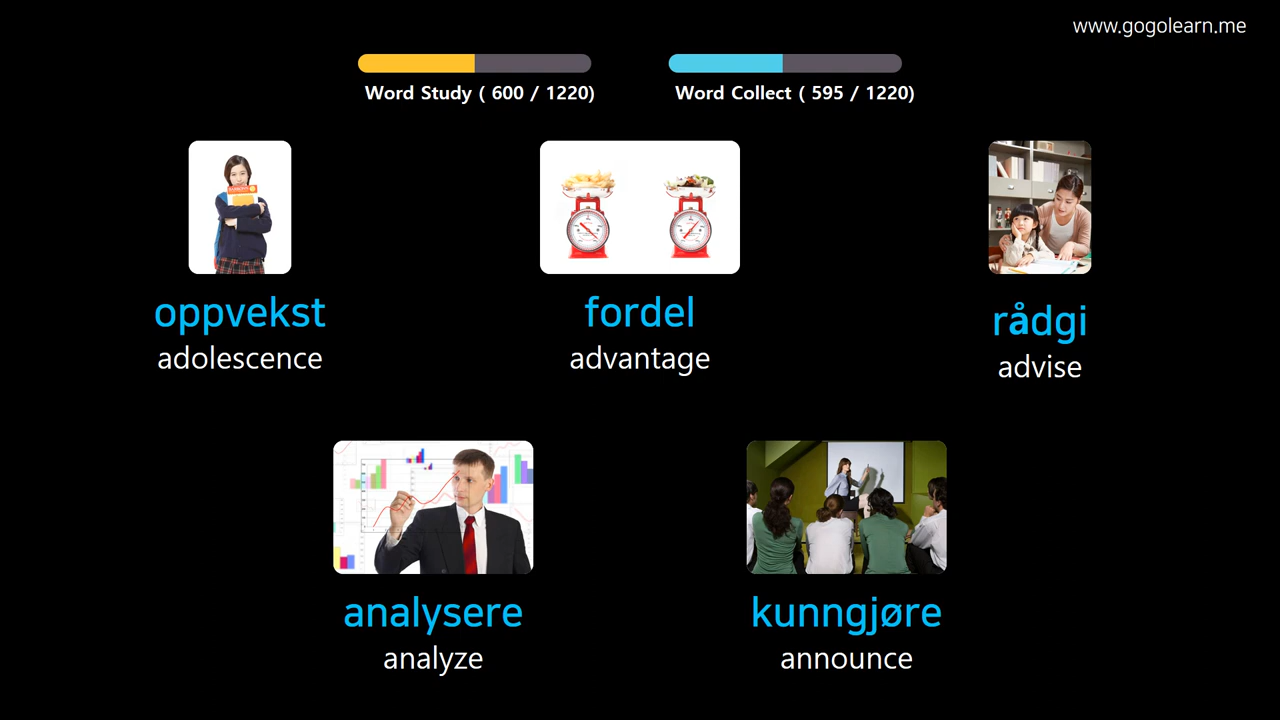 www.gogolearn.me
Word Study ( 600 / 1220)
Word Collect ( 595 / 1220)
oppvekst
adolescence
fordel
advantage
rådgi
advise
analysere
analyze
kunngjøre
announce